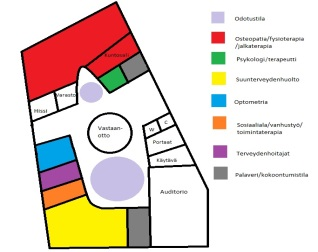 Odotustila
Osteopatia/fysioterapia
/jalkaterapia
Psykologi/terapeutti
Suunterveydenhuolto
Optometria
Sosiaaliala/vanhustyö/
toimintaterapia
Terveydenhoitajat
Palaveri/kokoontumistila
Kuntosali
Varasto
Hissi
Vastaan-
otto
W
C
Portaat
Käytävä
Auditorio